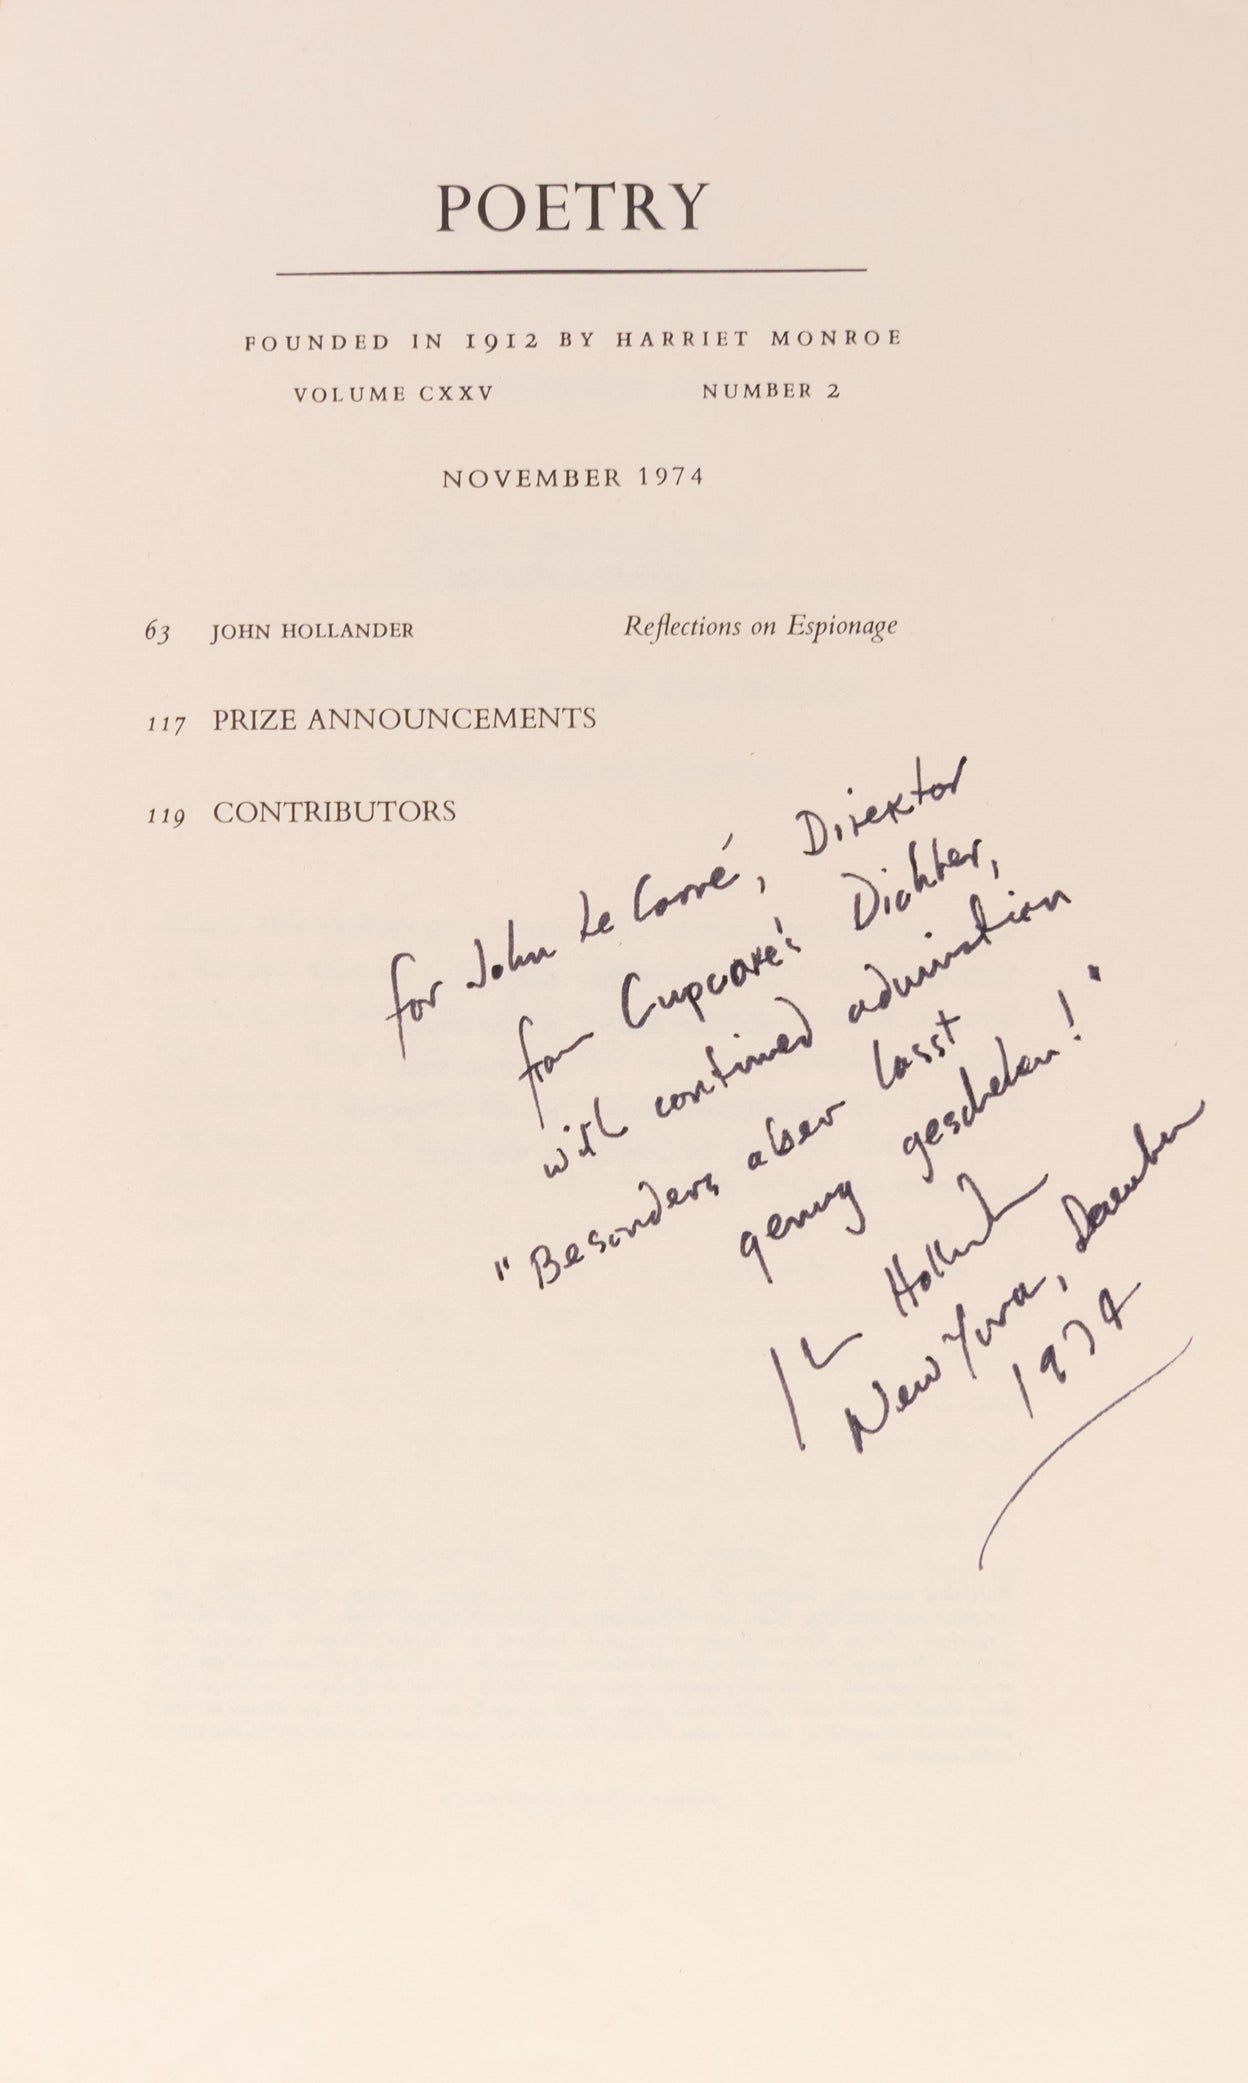 POETRY
FOUNDED IN 1912 BY HARRIET MONROE
VOLUME CXXV NUMBER 2
NOVEMBER 1974
63 JOHN HOLLANDER Reflections on Espionage
117 PRIZE ANNOUNCEMENTS
119 CONTRIBUTORS
for John Le Carré, Direktor
from Cupcake's Dichter,
with continued admiration
"Besonders aber lasst
genug geschehen!"
John Hollander
New York, December
1974